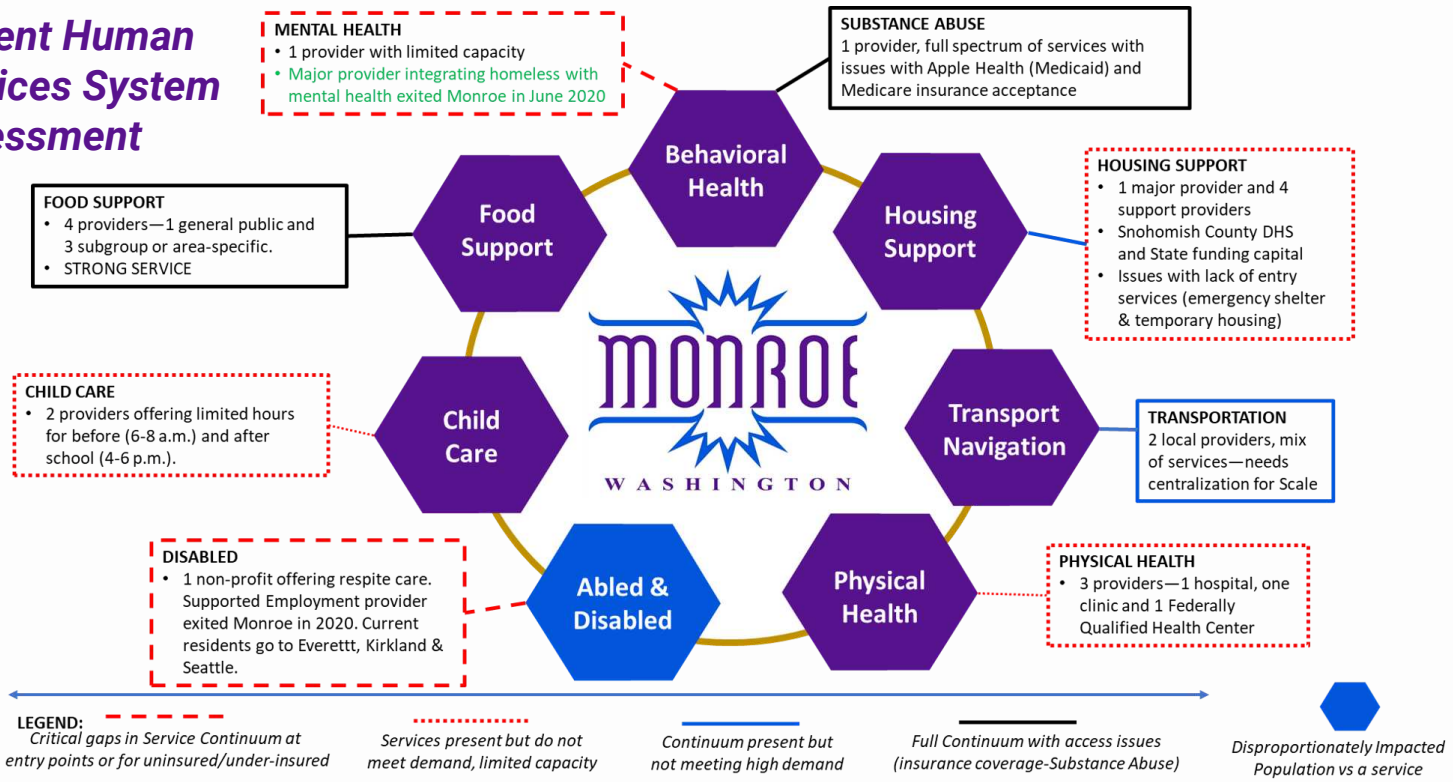 ent Human
ices System
essment
MENTAL HEALTH
• 1 provider with limited capacity
• Major provider integrating homeless with
mental health exited Monroe in June 2020
SUBSTANCE ABUSE
1 provider, full spectrum of services with
issues with Apple Health (Medicaid) and
Medicare insurance acceptance
Behavioral
Health
FOOD SUPPORT
• 4 providers—1 general public and
3 subgroup or area-specific.
• STRONG SERVICE
Food
Support
Housing
Support
HOUSING SUPPORT
• 1 major provider and 4
support providers
• Snohomish County DHS
and State funding capital
• Issues with lack of entry
services (emergency shelter
& temporary housing)
MONROE
WASHINGTON
CHILD CARE
• 2 providers offering limited hours
for before (6-8 a.m.) and after
school (4-6 p.m.).
Child
Care
Transport
Navigation
TRANSPORTATION
2 local providers, mix
of services—needs
centralization for Scale
DISABLED
• 1 non-profit offering respite care.
Supported Employment provider
exited Monroe in 2020. Current
residents go to Everettt, Kirkland &
Seattle.
Abled &
Disabled
Physical
Health
PHYSICAL HEALTH
• 3 providers—1 hospital, one
clinic and 1 Federally
Qualified Health Center
LEGEND:
Critical gaps in Service Continuum at
entry points or for uninsured/under-insured
Services present but do not
meet demand, limited capacity
Continuum present but
not meeting high demand
Full Continuum with access issues
(insurance coverage-Substance Abuse)
Disproportionately Impacted
Population vs a service